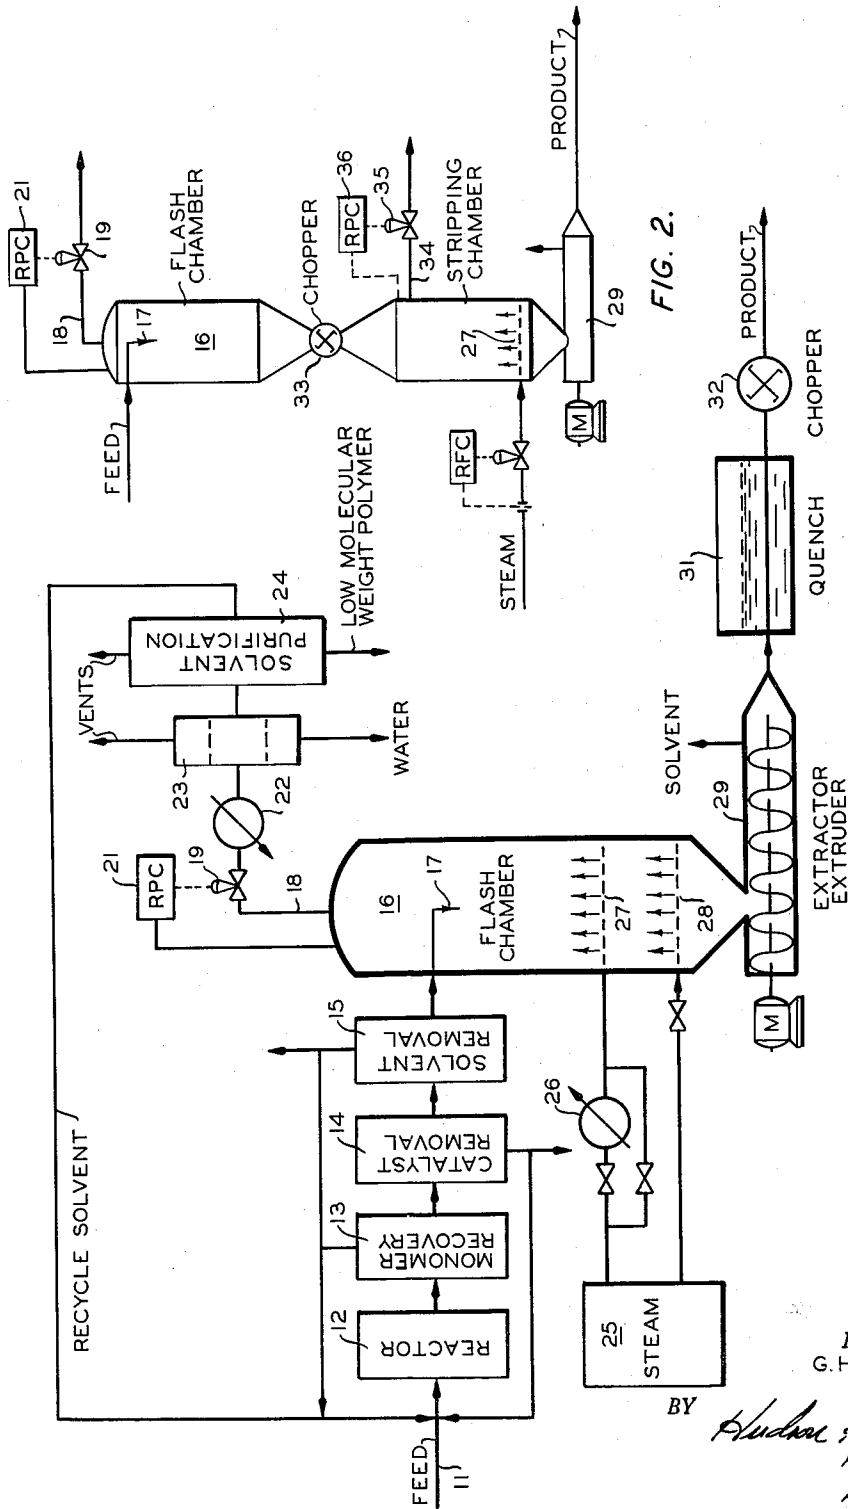 RECYCLE SOLVENT
FEED
11
12
REACTOR
13
MONOMER
RECOVERY
14
CATALYST
REMOVAL
15
SOLVENT
REMOVAL
16
17
FLASH
CHAMBER
18
19
21
RPC
22
23
24
SOLVENT
PURIFICATION
VENTS
WATER
LOW MOLECULAR
WEIGHT POLYMER
25
STEAM
26
27
28
29
M
EXTRACTOR
EXTRUDER
SOLVENT
31
QUENCH
32
CHOPPER
PRODUCT
FEED
16
17
18
19
21
RPC
FLASH
CHAMBER
33
CHOPPER
34
35
36
RPC
STRIPPING
CHAMBER
27
STEAM
RFC
M
29
PRODUCT
FIG. 2.
G.
BY
Hudson